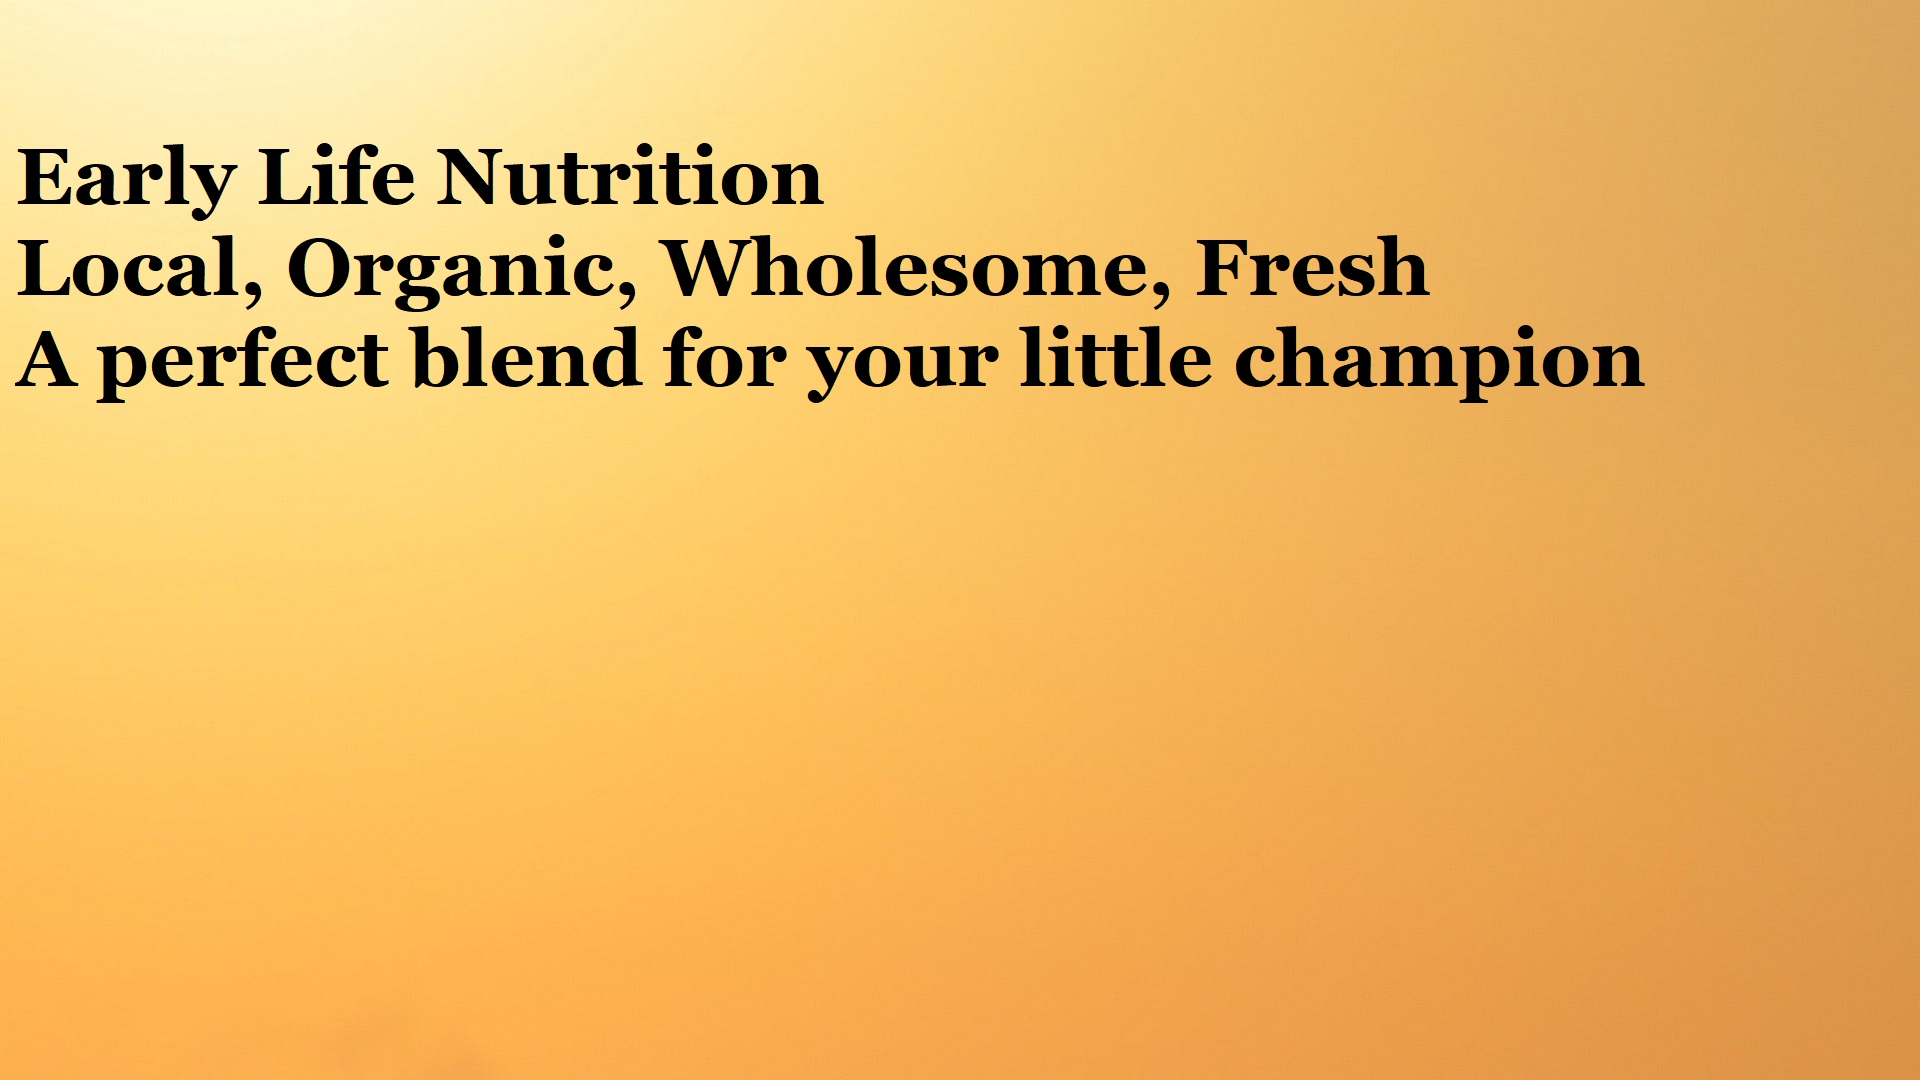 Early Life Nutrition
Local, Organic, Wholesome, Fresh
A perfect blend for your little champion